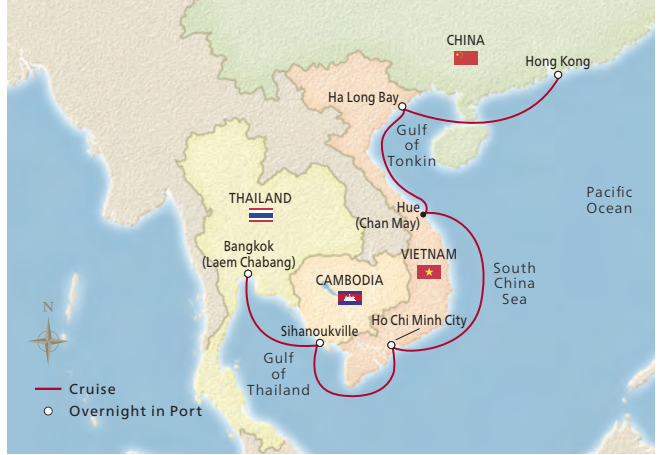 CHINA
Hong Kong
Ha Long Bay
Gulf
of
Tonkin
Pacific
Ocean
THAILAND
Hue
(Chan May)
Bangkok
(Laem Chabang)
VIETNAM
CAMBODIA
South
China
Sea
N
Ho Chi Minh City
Sihanoukville
Gulf
of
Thailand
Cruise
Overnight in Port